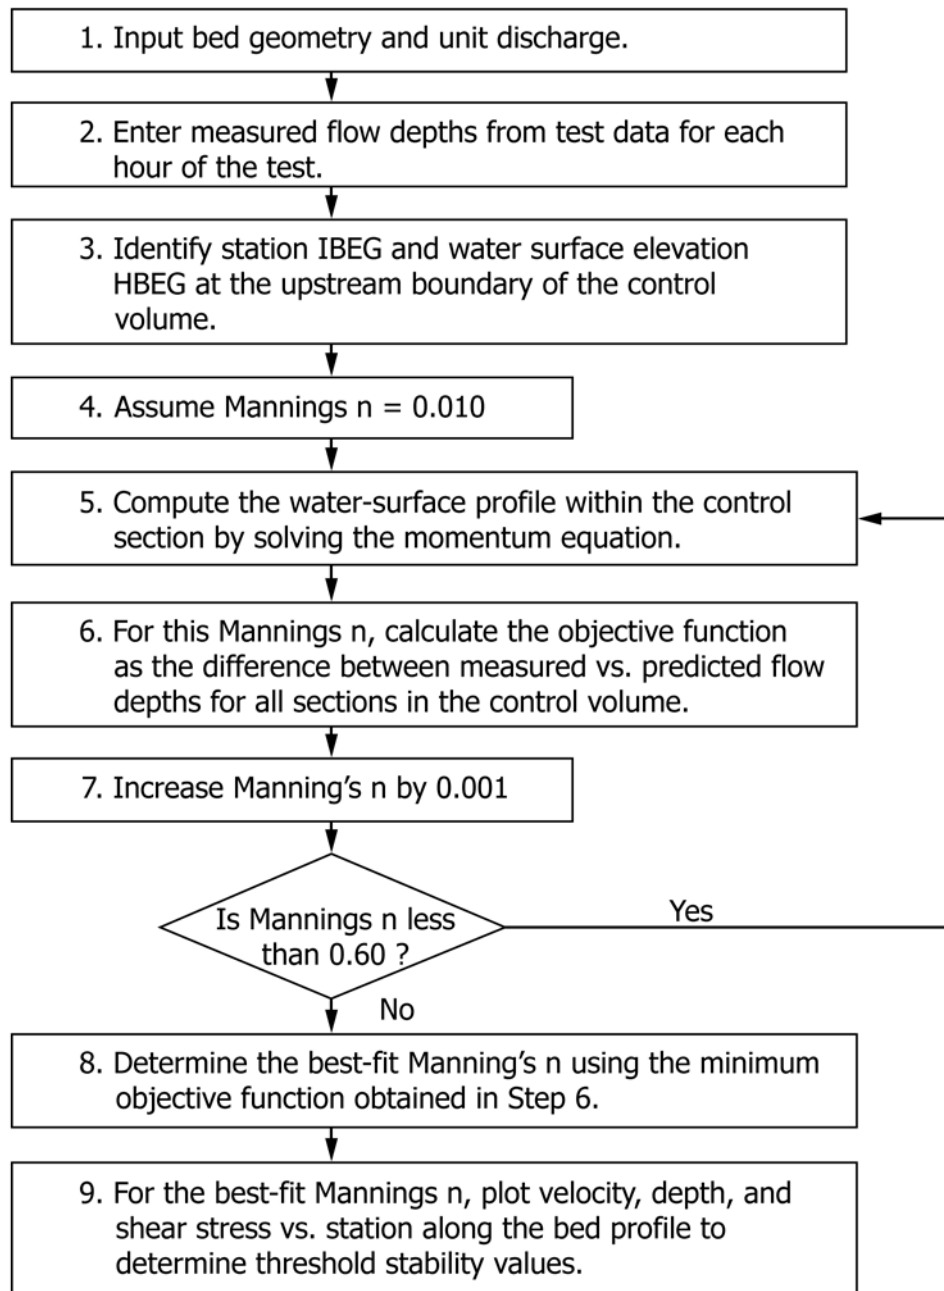 1. Input bed geometry and unit discharge.
2. Enter measured flow depths from test data for each
hour of the test.
3. Identify station IBEG and water surface elevation
HBEG at the upstream boundary of the control
volume.
4. Assume Mannings n = 0.010
5. Compute the water-surface profile within the control
section by solving the momentum equation.
6. For this Mannings n, calculate the objective function
as the difference between measured vs. predicted flow
depths for all sections in the control volume.
7. Increase Manning’s n by 0.001
Is Mannings n less
than 0.60 ?
Yes
No
8. Determine the best-fit Manning’s n using the minimum
objective function obtained in Step 6.
9. For the best-fit Mannings n, plot velocity, depth, and
shear stress vs. station along the bed profile to
determine threshold stability values.